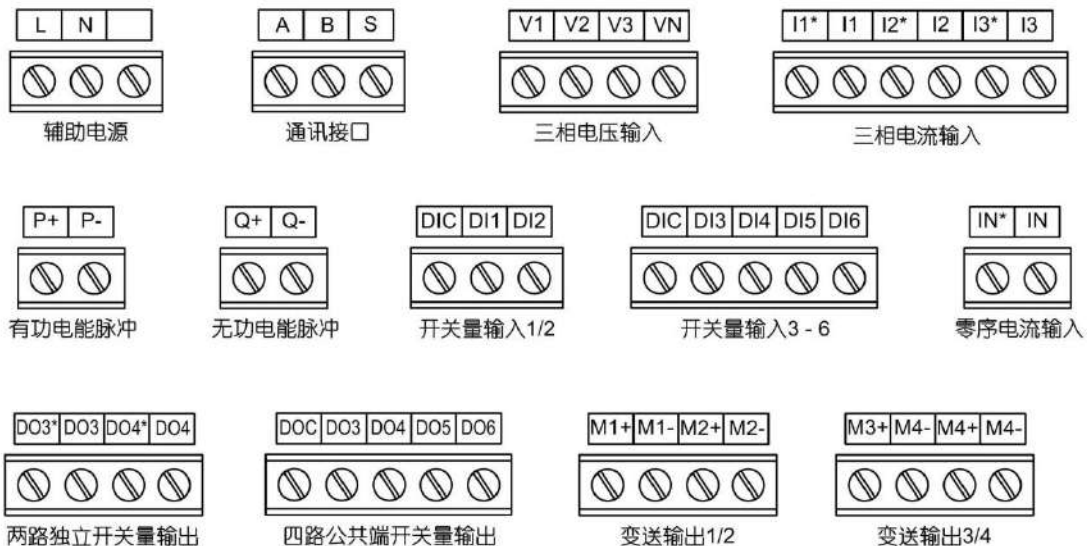 L N
A B S
V1 V2 V3 VN
I1* I1 I2* I2 I3* I3
辅助电源
通讯接口
三相电压输入
三相电流输入
P+ P-
Q+ Q-
DIC DI1 DI2
DIC DI3 DI4 DI5 DI6
IN* IN
有功电能脉冲
无功电能脉冲
开关量输入1/2
开关量输入3 - 6
零序电流输入
DO3* DO3 DO4* DO4
DOC DO3 DO4 DO5 DO6
M1+ M1- M2+ M2-
M3+ M4- M4+ M4-
两路独立开关量输出
四路公共端开关量输出
变送输出1/2
变送输出3/4